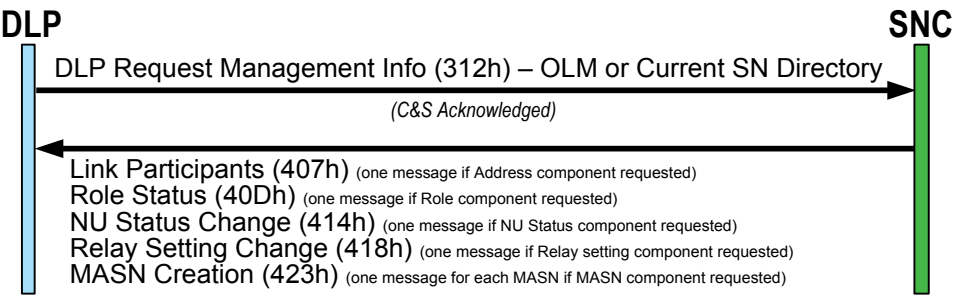 DLP SNC
DLP Request Management Info (312h) – OLM or Current SN Directory
(C&S Acknowledged)
Link Participants (407h) (one message if Address component requested)
Role Status (40Dh) (one message if Role component requested)
NU Status Change (414h) (one message if NU Status component requested)
Relay Setting Change (418h) (one message if Relay setting component requested)
MASN Creation (423h) (one message for each MASN if MASN component requested)